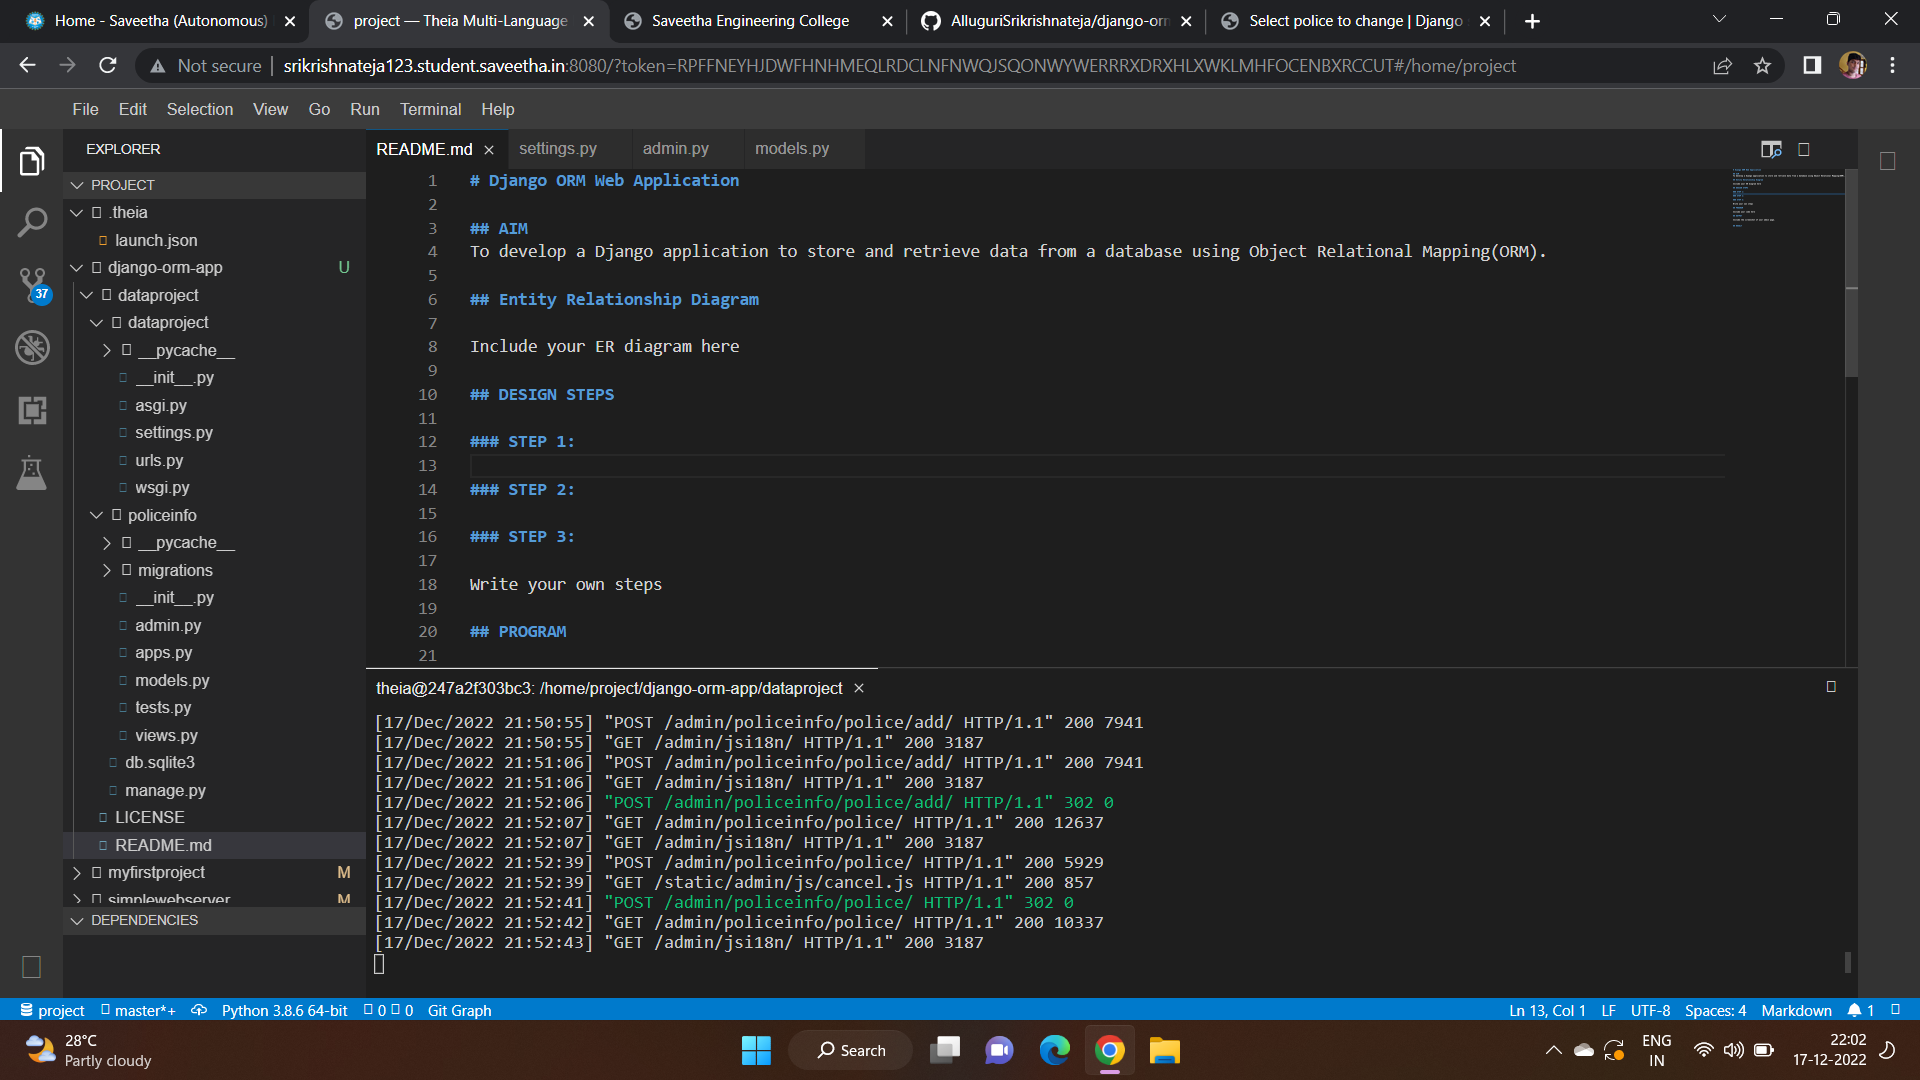 Home - Saveetha (Autonomous)
project — Theia Multi-Language
Saveetha Engineering College
AlluguriSrikrishnateja/django-orm
Select police to change | Django
Not secure
srikrishnateja123.student.saveetha.in:8080/?token=RPFFNEYHJDWFHNHMEQLRDCLNFNWQJSQONWYWERRRXDRXHLXWKLMHFOCENBXRCCUT#/home/project
File Edit Selection View Go Run Terminal Help
EXPLORER
PROJECT
.theia
launch.json
django-orm-app U
dataproject
dataproject
__pycache__
__init__.py
asgi.py
settings.py
urls.py
wsgi.py
policeinfo
__pycache__
migrations
__init__.py
admin.py
apps.py
models.py
tests.py
views.py
db.sqlite3
manage.py
LICENSE
README.md
myfirstproject M
simplewebserver M
DEPENDENCIES
37
README.md settings.py admin.py models.py
1 # Django ORM Web Application
2
3 ## AIM
4 To develop a Django application to store and retrieve data from a database using Object Relational Mapping(ORM).
5
6 ## Entity Relationship Diagram
7
8 Include your ER diagram here
9
10 ## DESIGN STEPS
11
12 ### STEP 1:
13
14 ### STEP 2:
15
16 ### STEP 3:
17
18 Write your own steps
19
20 ## PROGRAM
21
theia@247a2f303bc3: /home/project/django-orm-app/dataproject
[17/Dec/2022 21:50:55] "POST /admin/policeinfo/police/add/ HTTP/1.1" 200 7941
[17/Dec/2022 21:50:55] "GET /admin/jsi18n/ HTTP/1.1" 200 3187
[17/Dec/2022 21:51:06] "POST /admin/policeinfo/police/add/ HTTP/1.1" 200 7941
[17/Dec/2022 21:51:06] "GET /admin/jsi18n/ HTTP/1.1" 200 3187
[17/Dec/2022 21:52:06] "POST /admin/policeinfo/police/add/ HTTP/1.1" 302 0
[17/Dec/2022 21:52:07] "GET /admin/policeinfo/police/ HTTP/1.1" 200 12637
[17/Dec/2022 21:52:07] "GET /admin/jsi18n/ HTTP/1.1" 200 3187
[17/Dec/2022 21:52:39] "POST /admin/policeinfo/police/ HTTP/1.1" 200 5929
[17/Dec/2022 21:52:39] "GET /static/admin/js/cancel.js HTTP/1.1" 200 857
[17/Dec/2022 21:52:41] "POST /admin/policeinfo/police/ HTTP/1.1" 302 0
[17/Dec/2022 21:52:42] "GET /admin/policeinfo/police/ HTTP/1.1" 200 10337
[17/Dec/2022 21:52:43] "GET /admin/jsi18n/ HTTP/1.1" 200 3187
project master*+ Python 3.8.6 64-bit 0 0 Git Graph
Ln 13, Col 1 LF UTF-8 Spaces: 4 Markdown 1
28°C
Partly cloudy
Search
ENG
IN
22:02
17-12-2022